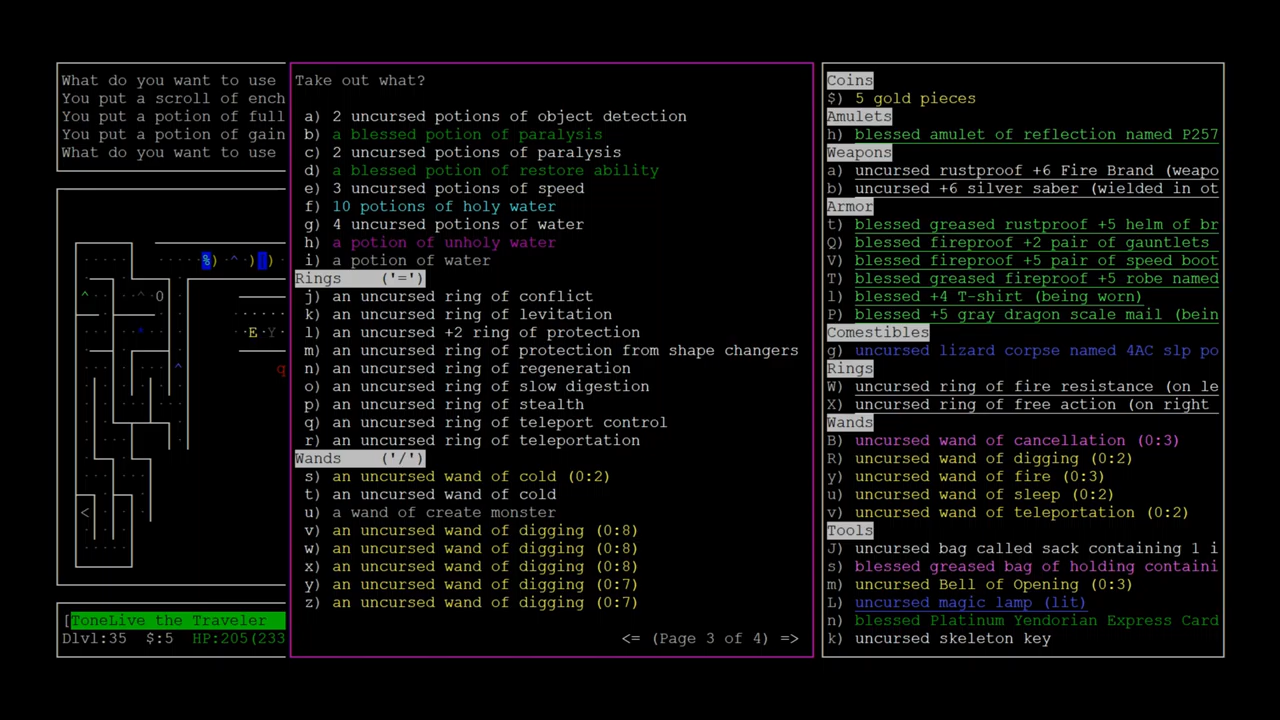 What do you want to use
You put a scroll of ench
You put a potion of full
You put a potion of gain
What do you want to use
% ) ^ ) )
^ ^ O
E Y
^
q
<
[ToneLive the Traveler
Dlvl:35 $:5 HP:205(233
Take out what?
a) 2 uncursed potions of object detection
b) a blessed potion of paralysis
c) 2 uncursed potions of paralysis
d) a blessed potion of restore ability
e) 3 uncursed potions of speed
f) 10 potions of holy water
g) 4 uncursed potions of water
h) a potion of unholy water
i) a potion of water
Rings ('=')
j) an uncursed ring of conflict
k) an uncursed ring of levitation
l) an uncursed +2 ring of protection
m) an uncursed ring of protection from shape changers
n) an uncursed ring of regeneration
o) an uncursed ring of slow digestion
p) an uncursed ring of stealth
q) an uncursed ring of teleport control
r) an uncursed ring of teleportation
Wands ('/')
s) an uncursed wand of cold (0:2)
t) an uncursed wand of cold
u) a wand of create monster
v) an uncursed wand of digging (0:8)
w) an uncursed wand of digging (0:8)
x) an uncursed wand of digging (0:8)
y) an uncursed wand of digging (0:7)
z) an uncursed wand of digging (0:7)
<= (Page 3 of 4) =>
Coins
$) 5 gold pieces
Amulets
h) blessed amulet of reflection named P257
Weapons
a) uncursed rustproof +6 Fire Brand (weapo
b) uncursed +6 silver saber (wielded in ot
Armor
t) blessed greased rustproof +5 helm of br
Q) blessed fireproof +2 pair of gauntlets
V) blessed fireproof +5 pair of speed boot
T) blessed greased fireproof +5 robe named
l) blessed +4 T-shirt (being worn)
P) blessed +5 gray dragon scale mail (bein
Comestibles
g) uncursed lizard corpse named 4AC slp po
Rings
W) uncursed ring of fire resistance (on le
X) uncursed ring of free action (on right
Wands
B) uncursed wand of cancellation (0:3)
R) uncursed wand of digging (0:2)
y) uncursed wand of fire (0:3)
u) uncursed wand of sleep (0:2)
v) uncursed wand of teleportation (0:2)
Tools
J) uncursed bag called sack containing 1 i
s) blessed greased bag of holding containi
m) uncursed Bell of Opening (0:3)
L) uncursed magic lamp (lit)
n) blessed Platinum Yendorian Express Card
k) uncursed skeleton key